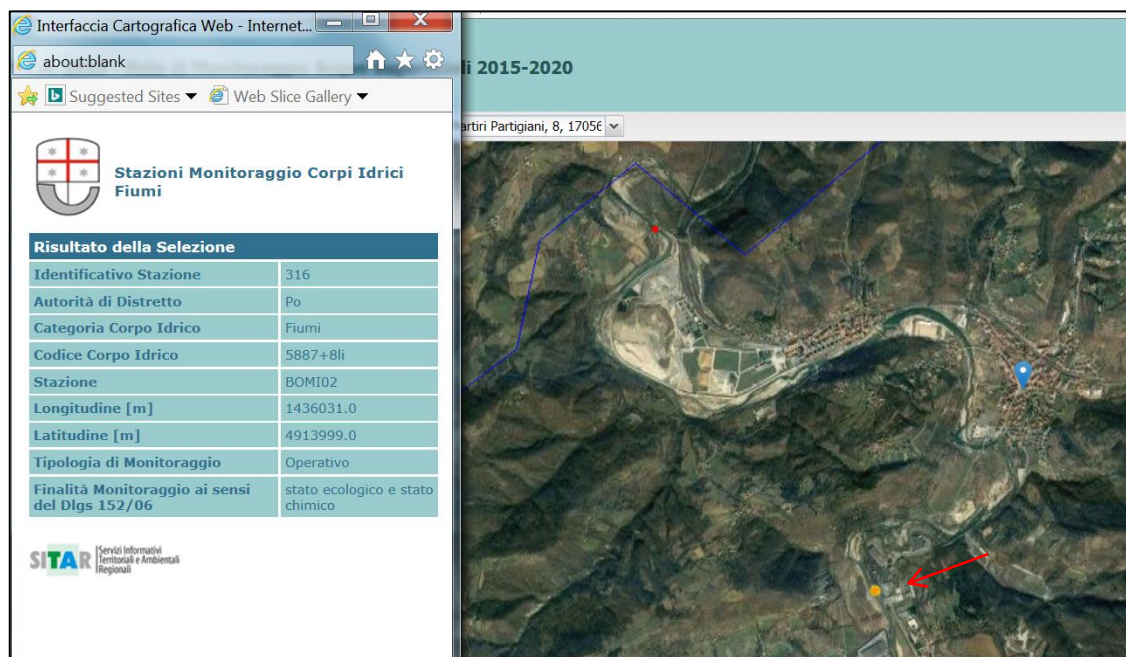 Interfaccia Cartografica Web - Internet...
about:blank
Suggested Sites ▼ Web Slice Gallery ▼
Stazioni Monitoraggio Corpi Idrici
Fiumi
Risultato della Selezione
Identificativo Stazione 316
Autorità di Distretto Po
Categoria Corpo Idrico Fiumi
Codice Corpo Idrico 5887+8li
Stazione BOMI02
Longitudine [m] 1436031.0
Latitudine [m] 4913999.0
Tipologia di Monitoraggio Operativo
Finalità Monitoraggio ai sensi
del Dlgs 152/06
stato ecologico e stato
chimico
SITAR
Servizi Informativi
Territoriali e Ambientali
Regionali
li 2015-2020
artiri Partigiani, 8, 17056